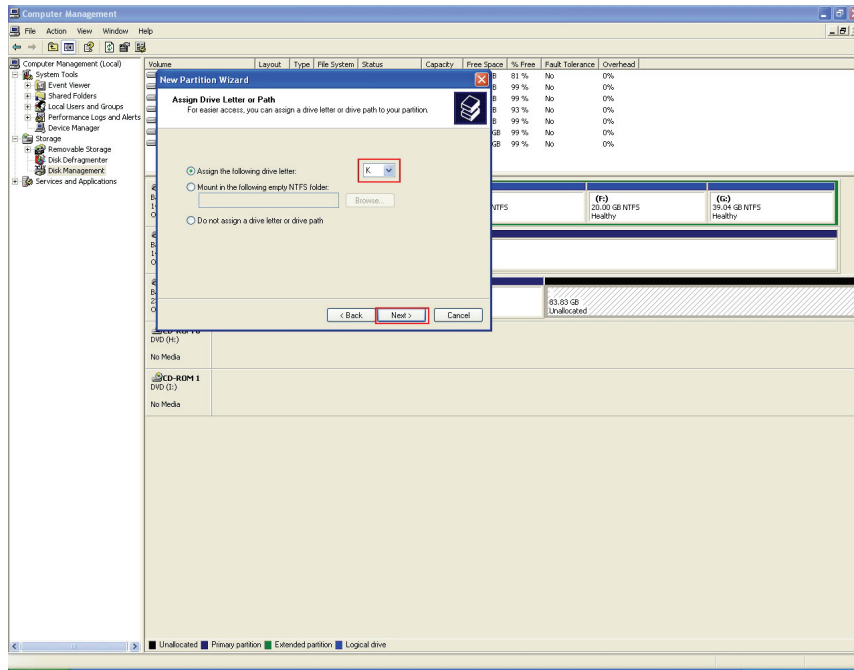 Computer Management
File Action View Window Help
Computer Management (Local)
System Tools
Event Viewer
Shared Folders
Local Users and Groups
Performance Logs and Alerts
Device Manager
Storage
Removable Storage
Disk Defragmenter
Disk Management
Services and Applications
Volume Layout Type File System Status Capacity Free Space % Free Fault Tolerance Overhead
B 81 % No 0%
B 99 % No 0%
B 99 % No 0%
B 93 % No 0%
B 99 % No 0%
GB 99 % No 0%
GB 99 % No 0%
New Partition Wizard
Assign Drive Letter or Path
For easier access, you can assign a drive letter or drive path to your partition.
Assign the following drive letter: K
Mount in the following empty NTFS folder:
Browse...
Do not assign a drive letter or drive path
< Back Next > Cancel
NTFS
(F:)
20.00 GB NTFS
Healthy
(G:)
39.04 GB NTFS
Healthy
83.83 GB
Unallocated
DVD (H:)
No Media
CD-ROM 1
DVD (I:)
No Media
Unallocated Primary partition Extended partition Logical drive